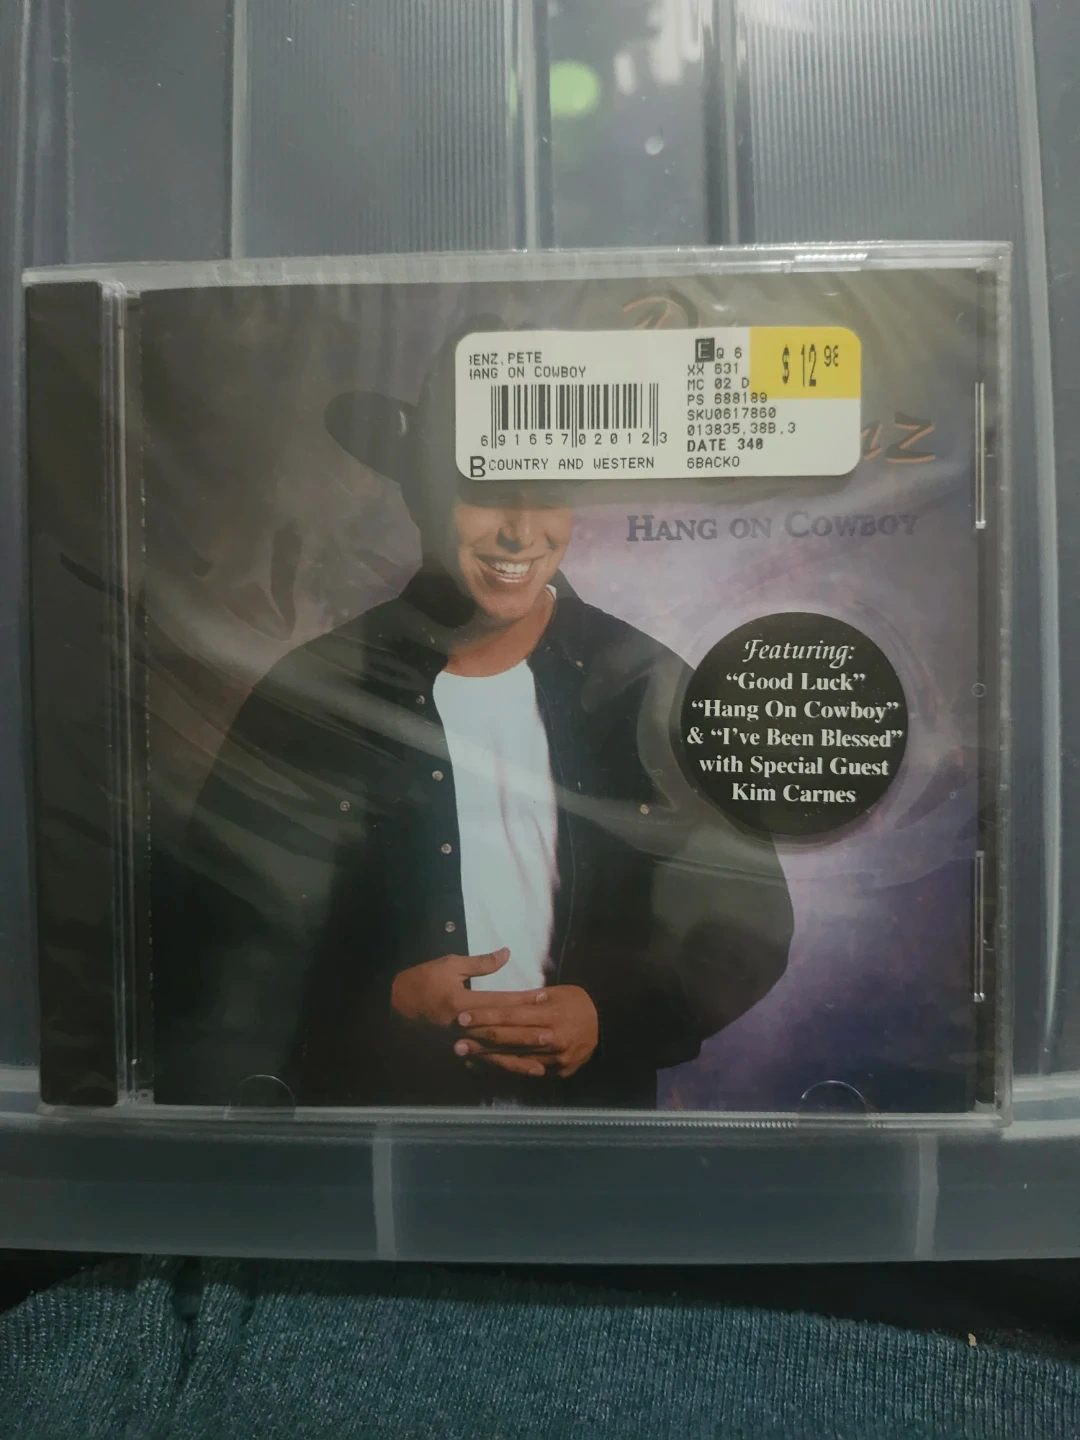 ENZ, PETE
ANG ON COWBOY
6 91657 02012 3
B COUNTRY AND WESTERN
E Q 6
XX 531
MC 02 D
PS 688189
SKU0617860
013835,38B,3
DATE 340
6BACKO
$ 12 98
HANG ON COWBOY
Featuring:
“Good Luck”
“Hang On Cowboy”
& “I’ve Been Blessed”
with Special Guest
Kim Carnes